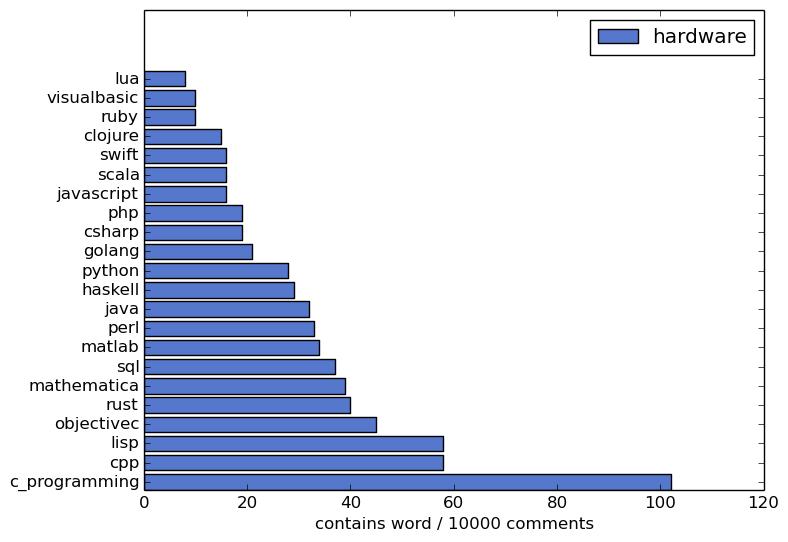 hardware
lua
visualbasic
ruby
clojure
swift
scala
javascript
php
csharp
golang
python
haskell
java
perl
matlab
sql
mathematica
rust
objectivec
lisp
cpp
c_programming
0 20 40 60 80 100 120
contains word / 10000 comments